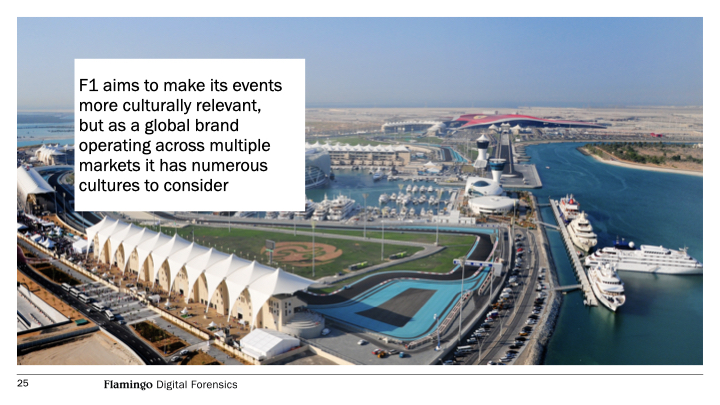 F1 aims to make its events
more culturally relevant,
but as a global brand
operating across multiple
markets it has numerous
cultures to consider
25
Flamingo Digital Forensics